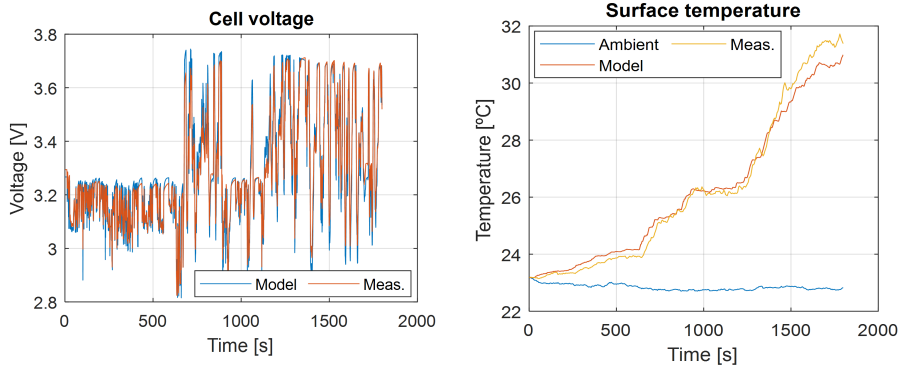 Cell voltage
3.8
3.6
3.4
3.2
3
2.8
Voltage [V]
Model Meas.
0 500 1000 1500 2000
Time [s]
Surface temperature
32
30
28
26
24
22
Temperature [ºC]
Ambient Meas.
Model
0 500 1000 1500 2000
Time [s]